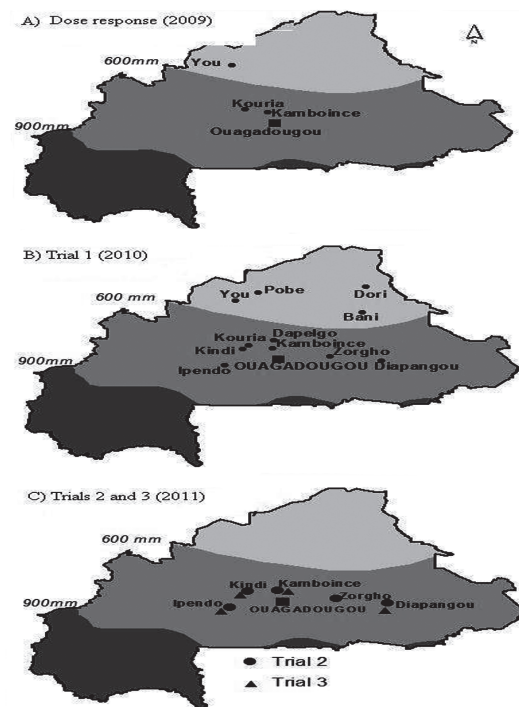 A) Dose response (2009)
N
600mm
You
Kouria
Kamboince
900mm
Ouagadougou
B) Trial 1 (2010)
600 mm
You
Pobe
Dori
Bani
Dapelgo
Kouria
Kamboince
Kindi
Zorgho
900mm
Ipendo
OUAGADOUGOU
Diapangou
C) Trials 2 and 3 (2011)
600 mm
Kindi
Kamboince
Zorgho
Ipendo
Diapangou
900mm
OUAGADOUGOU
Trial 2
Trial 3